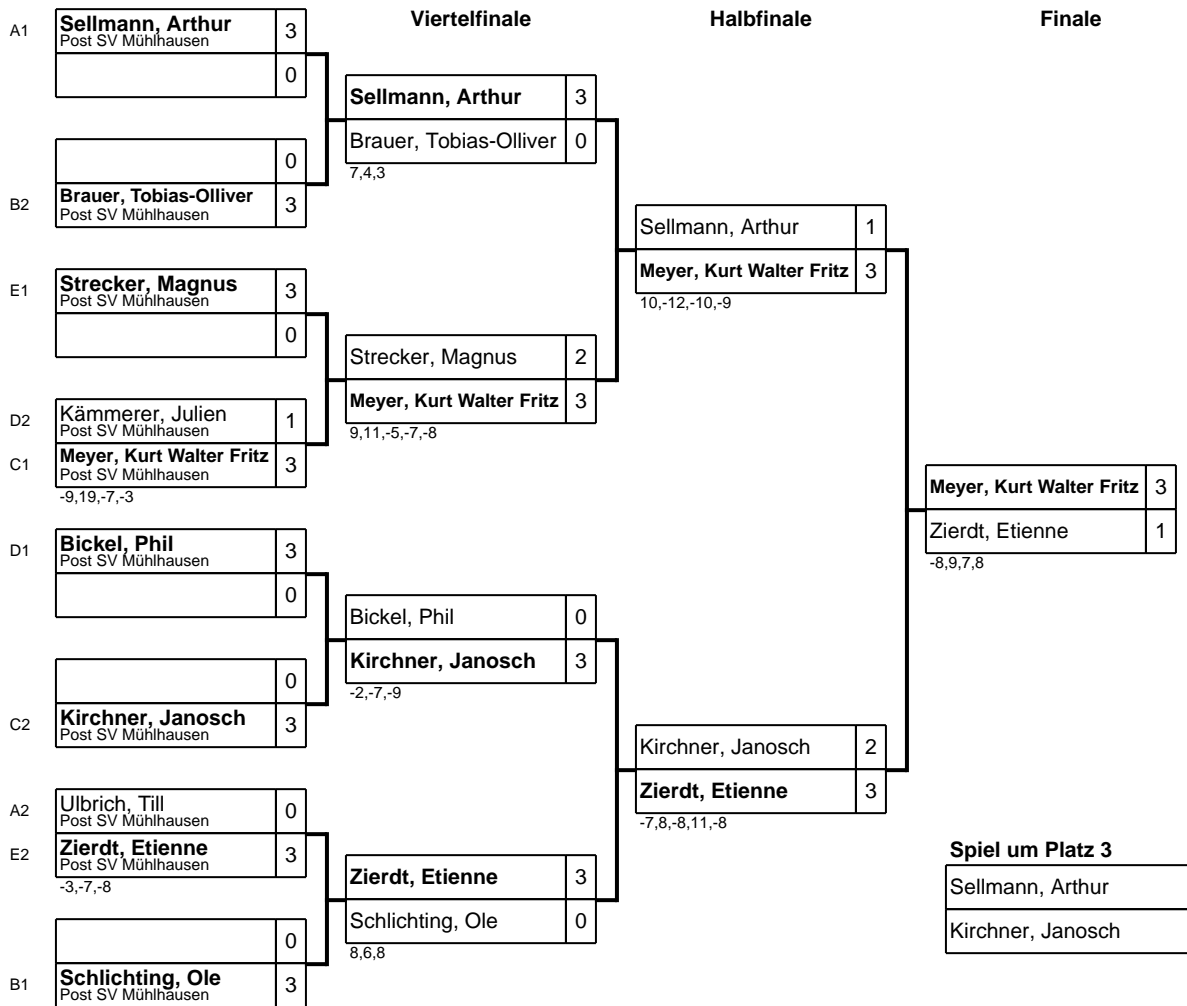 Viertelfinale
Halbfinale
Finale
A1
Sellmann, Arthur
Post SV Mühlhausen
3
0
0
B2
Brauer, Tobias-Olliver
Post SV Mühlhausen
3
E1
Strecker, Magnus
Post SV Mühlhausen
3
0
D2
Kämmerer, Julien
Post SV Mühlhausen
1
C1
Meyer, Kurt Walter Fritz
Post SV Mühlhausen
3
-9,19,-7,-3
D1
Bickel, Phil
Post SV Mühlhausen
3
0
0
C2
Kirchner, Janosch
Post SV Mühlhausen
3
A2
Ulbrich, Till
Post SV Mühlhausen
0
E2
Zierdt, Etienne
Post SV Mühlhausen
3
-3,-7,-8
0
B1
Schlichting, Ole
Post SV Mühlhausen
3
Sellmann, Arthur 3
Brauer, Tobias-Olliver 0
7,4,3
Strecker, Magnus 2
Meyer, Kurt Walter Fritz 3
9,11,-5,-7,-8
Bickel, Phil 0
Kirchner, Janosch 3
-2,-7,-9
Zierdt, Etienne 3
Schlichting, Ole 0
8,6,8
Sellmann, Arthur 1
Meyer, Kurt Walter Fritz 3
10,-12,-10,-9
Kirchner, Janosch 2
Zierdt, Etienne 3
-7,8,-8,11,-8
Meyer, Kurt Walter Fritz 3
Zierdt, Etienne 1
-8,9,7,8
Spiel um Platz 3
Sellmann, Arthur
Kirchner, Janosch